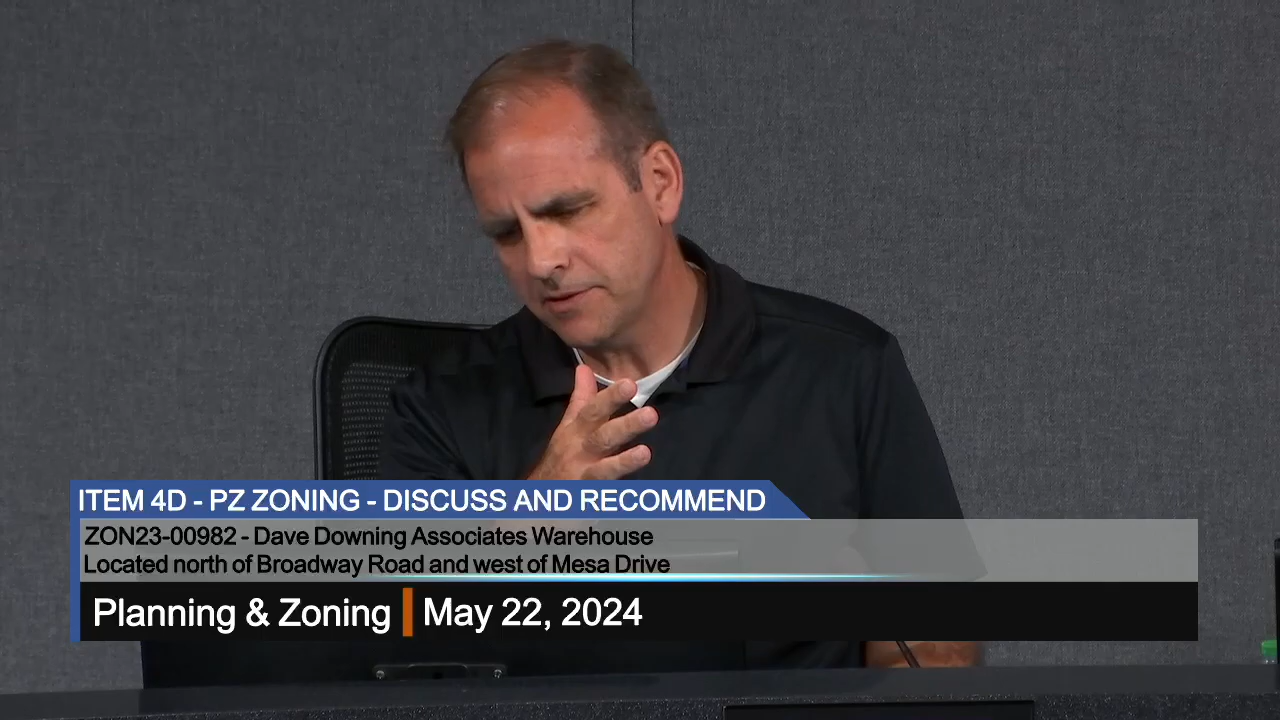 ITEM 4D - PZ ZONING - DISCUSS AND RECOMMEND
ZON23-00982 - Dave Downing Associates Warehouse
Located north of Broadway Road and west of Mesa Drive
Planning & Zoning
May 22, 2024